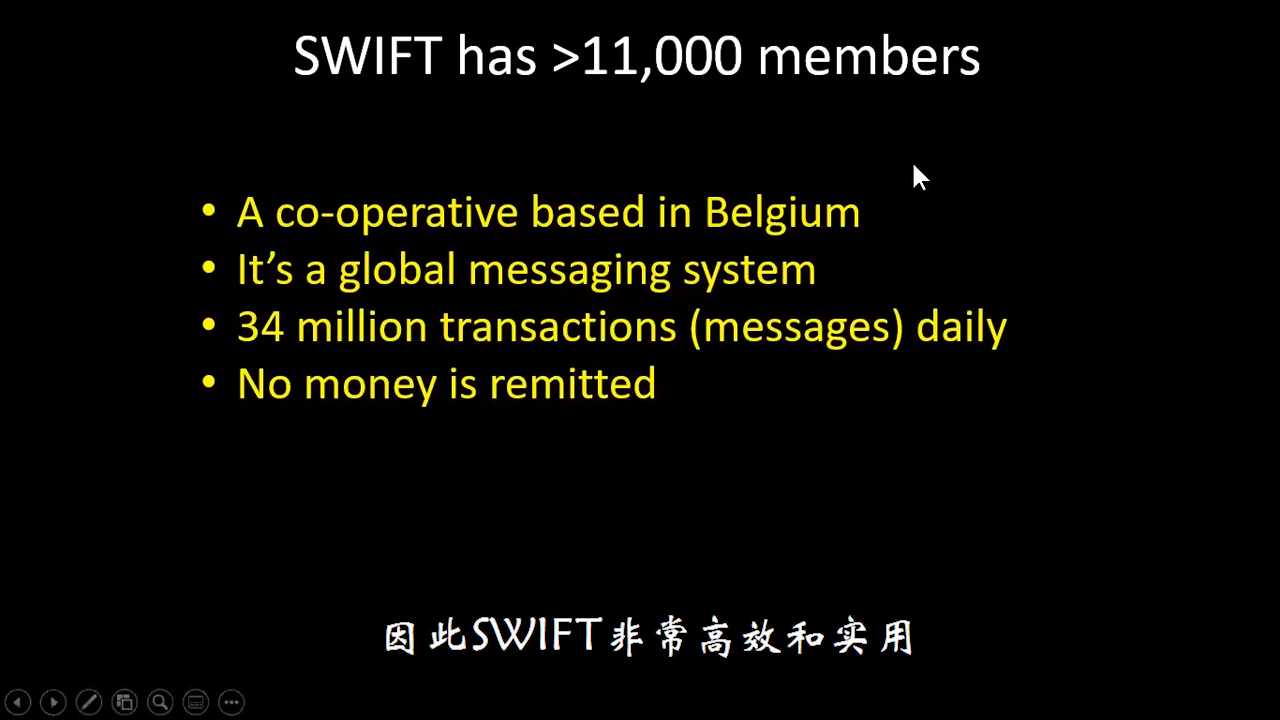 SWIFT has >11,000 members
• A co-operative based in Belgium
• It’s a global messaging system
• 34 million transactions (messages) daily
• No money is remitted
因此SWIFT非常高效和实用